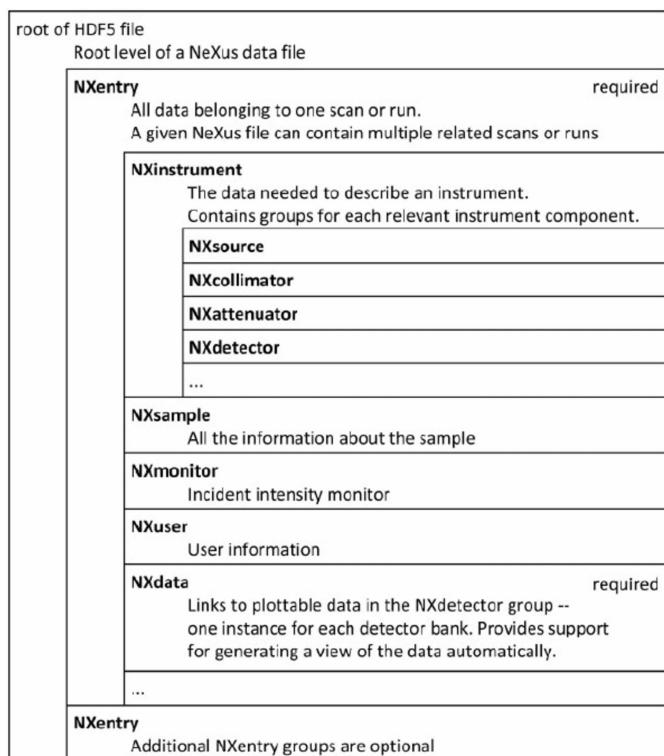 root of HDF5 file
Root level of a NeXus data file
NXentry required
All data belonging to one scan or run.
A given NeXus file can contain multiple related scans or runs
NXinstrument
The data needed to describe an instrument.
Contains groups for each relevant instrument component.
NXsource
NXcollimator
NXattenuator
NXdetector
...
NXsample
All the information about the sample
NXmonitor
Incident intensity monitor
NXuser
User information
NXdata required
Links to plottable data in the NXdetector group --
one instance for each detector bank. Provides support
for generating a view of the data automatically.
...
NXentry
Additional NXentry groups are optional